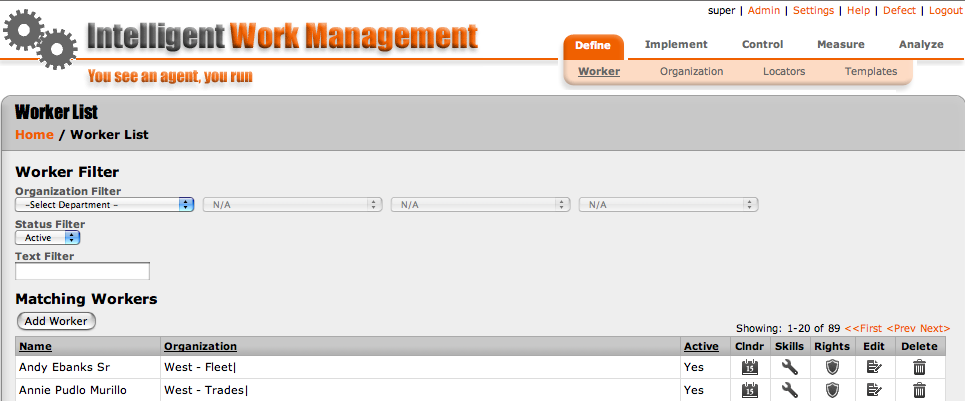 super | Admin | Settings | Help | Defect | Logout
Intelligent Work Management
You see an agent, you run
Define Implement Control Measure Analyze
Worker Organization Locators Templates
Worker List
Home / Worker List
Worker Filter
Organization Filter
-Select Department - N/A N/A N/A
Status Filter
Active
Text Filter
Matching Workers
Add Worker
Showing: 1-20 of 89 <<First <Prev Next>
Name Organization Active Clndr Skills Rights Edit Delete
Andy Ebanks Sr West - Fleet| Yes 15
Annie Pudlo Murillo West - Trades| Yes 15